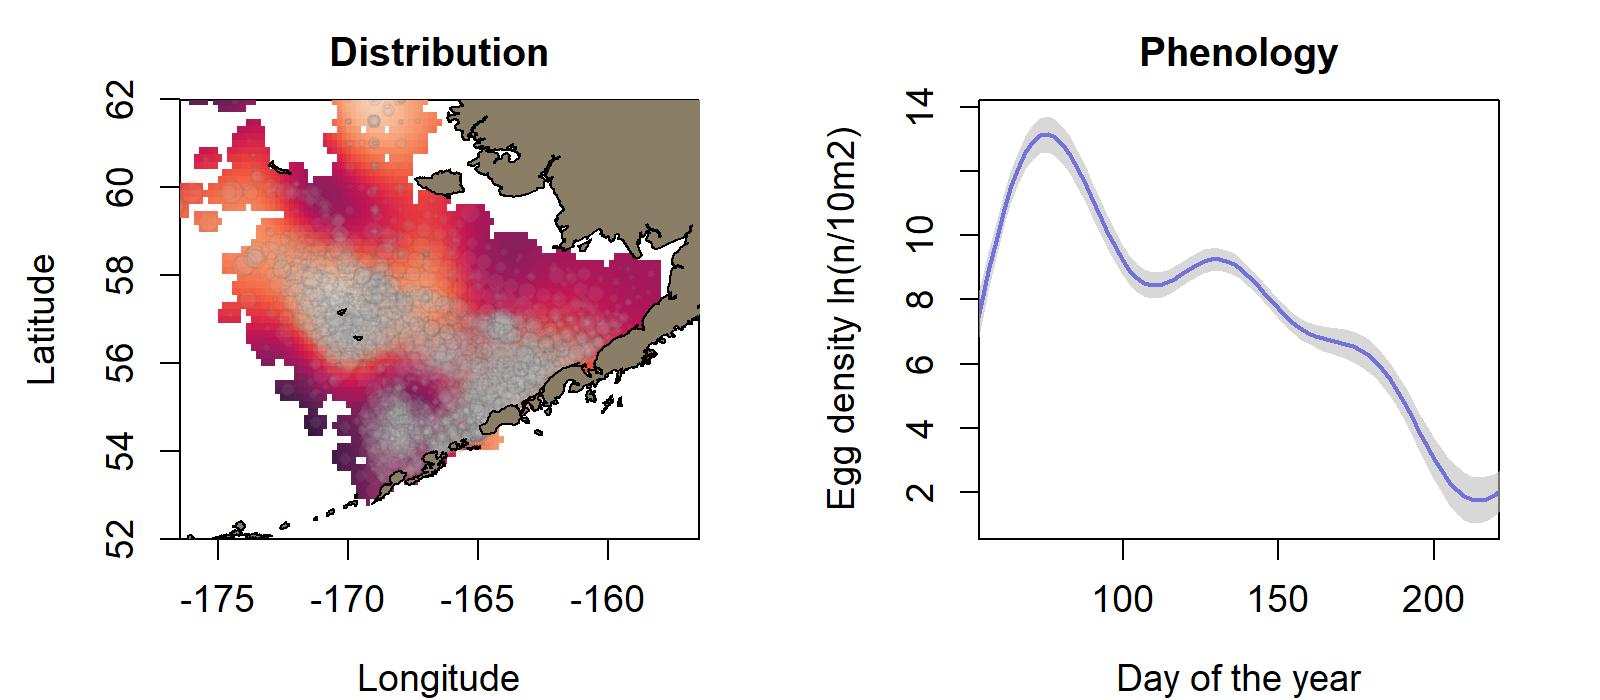 Distribution
Latitude
62
60
58
56
54
52
-175 -170 -165 -160
Longitude
Phenology
Egg density ln(n/10m2)
14
10
8
6
4
2
100 150 200
Day of the year